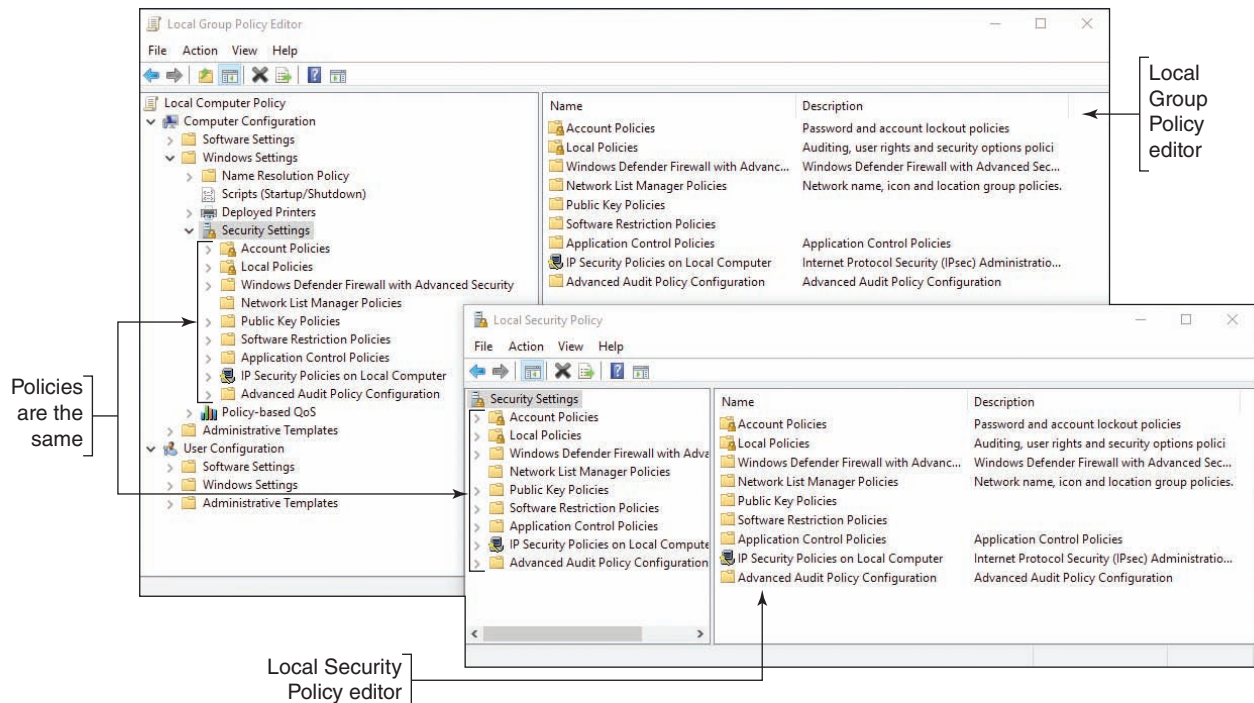 Local Group Policy Editor
File Action View Help
Local Computer Policy
Computer Configuration
Software Settings
Windows Settings
Name Resolution Policy
Scripts (Startup/Shutdown)
Deployed Printers
Security Settings
Account Policies
Local Policies
Windows Defender Firewall with Advanced Security
Network List Manager Policies
Public Key Policies
Software Restriction Policies
Application Control Policies
IP Security Policies on Local Computer
Advanced Audit Policy Configuration
Policy-based QoS
Administrative Templates
User Configuration
Software Settings
Windows Settings
Administrative Templates
Name Description
Account Policies Password and account lockout policies
Local Policies Auditing, user rights and security options polici
Windows Defender Firewall with Advanc... Windows Defender Firewall with Advanced Sec...
Network List Manager Policies Network name, icon and location group policies.
Public Key Policies
Software Restriction Policies
Application Control Policies Application Control Policies
IP Security Policies on Local Computer Internet Protocol Security (IPsec) Administratio...
Advanced Audit Policy Configuration Advanced Audit Policy Configuration
Local
Group
Policy
editor
Policies
are the
same
Local Security Policy
File Action View Help
Security Settings
Account Policies
Local Policies
Windows Defender Firewall with Adva
Network List Manager Policies
Public Key Policies
Software Restriction Policies
Application Control Policies
IP Security Policies on Local Compute
Advanced Audit Policy Configuration
Name Description
Account Policies Password and account lockout policies
Local Policies Auditing, user rights and security options polici
Windows Defender Firewall with Advanc... Windows Defender Firewall with Advanced Sec...
Network List Manager Policies Network name, icon and location group policies.
Public Key Policies
Software Restriction Policies
Application Control Policies Application Control Policies
IP Security Policies on Local Computer Internet Protocol Security (IPsec) Administratio...
Advanced Audit Policy Configuration Advanced Audit Policy Configuration
Local Security
Policy editor